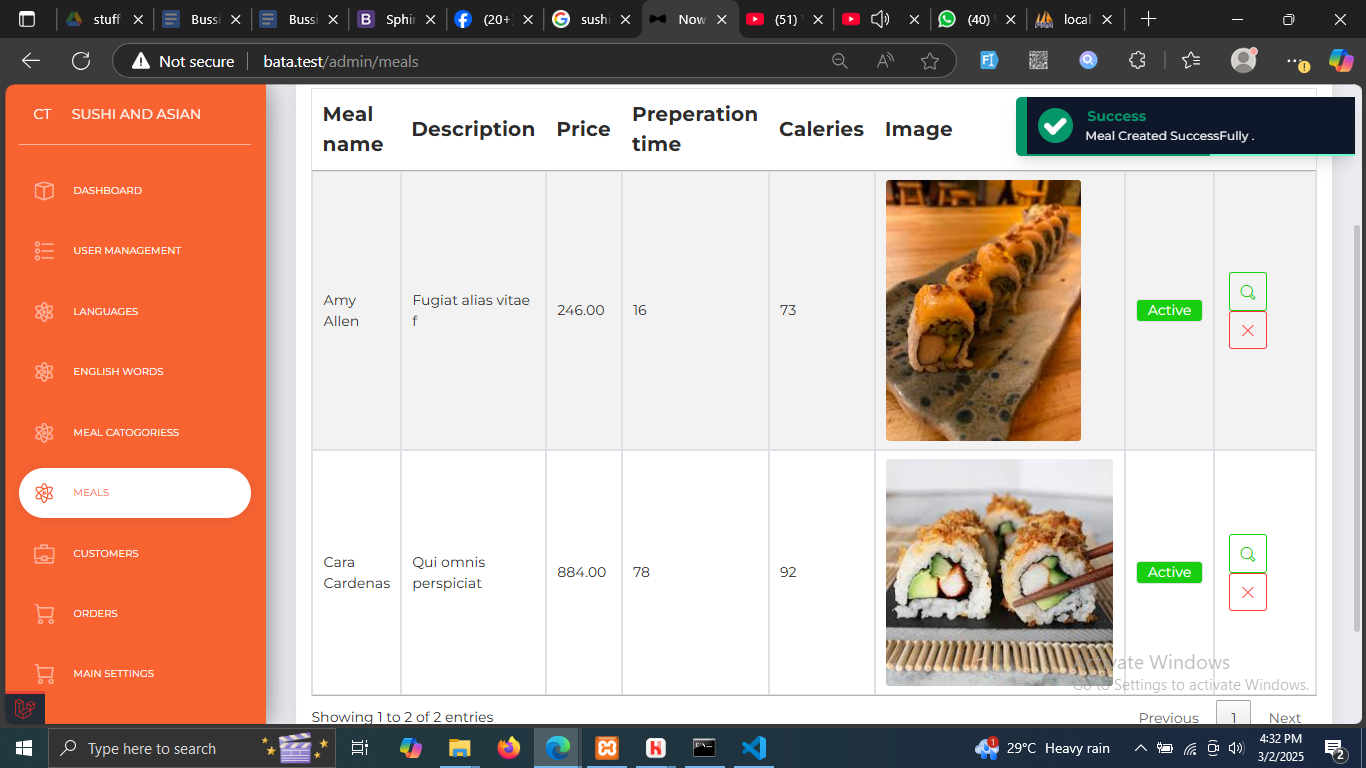 stuff
Bussi
Bussi
Sphir
(20+)
sushi
Now
(51)
(40)
local
Not secure
bata.test/admin/meals
CT SUSHI AND ASIAN
DASHBOARD
USER MANAGEMENT
LANGUAGES
ENGLISH WORDS
MEAL CATOGORIESS
MEALS
CUSTOMERS
ORDERS
MAIN SETTINGS
Meal name
Description
Price
Preperation time
Caleries
Image
Success
Meal Created SuccessFully .
Amy Allen
Fugiat alias vitae f
246.00
16
73
Active
Cara Cardenas
Qui omnis perspiciat
884.00
78
92
Active
Activate Windows
Go to Settings to activate Windows.
Showing 1 to 2 of 2 entries
Previous 1 Next
Type here to search
1
29°C Heavy rain
4:32 PM
3/2/2025
2